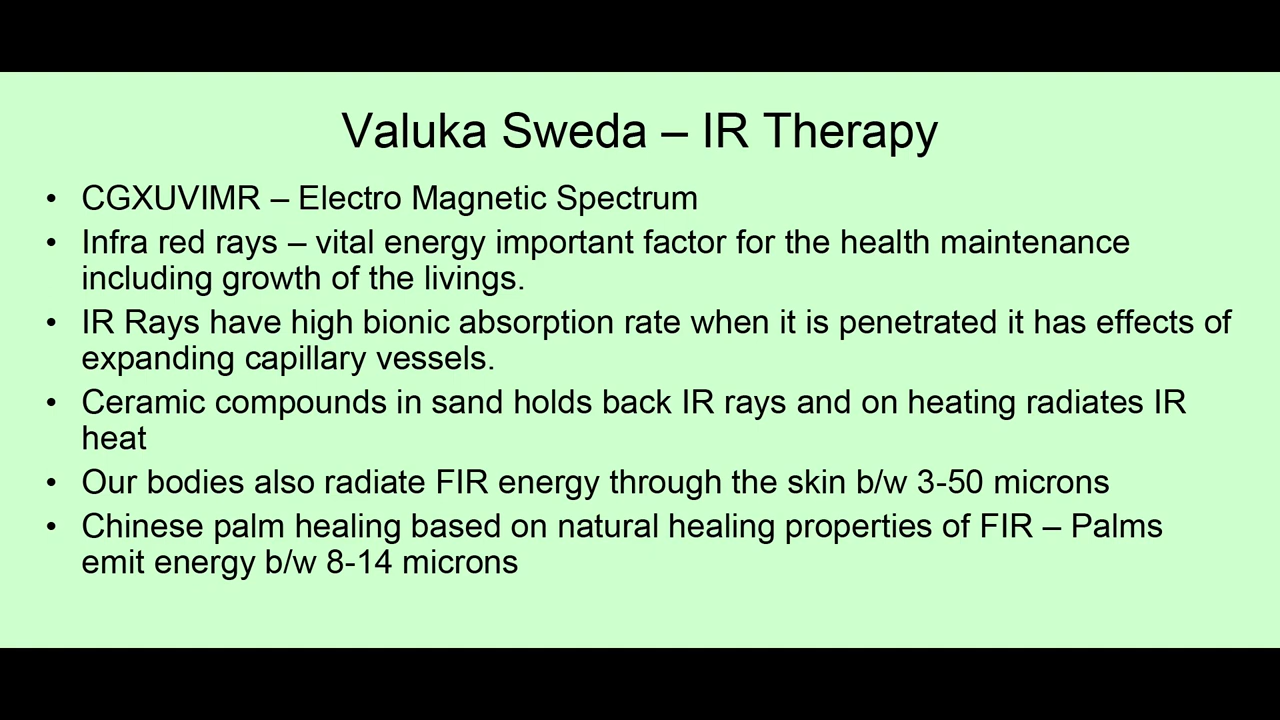 Valuka Sweda – IR Therapy
• CGXUVIMR – Electro Magnetic Spectrum
• Infra red rays – vital energy important factor for the health maintenance
including growth of the livings.
• IR Rays have high bionic absorption rate when it is penetrated it has effects of
expanding capillary vessels.
• Ceramic compounds in sand holds back IR rays and on heating radiates IR
heat
• Our bodies also radiate FIR energy through the skin b/w 3-50 microns
• Chinese palm healing based on natural healing properties of FIR – Palms
emit energy b/w 8-14 microns